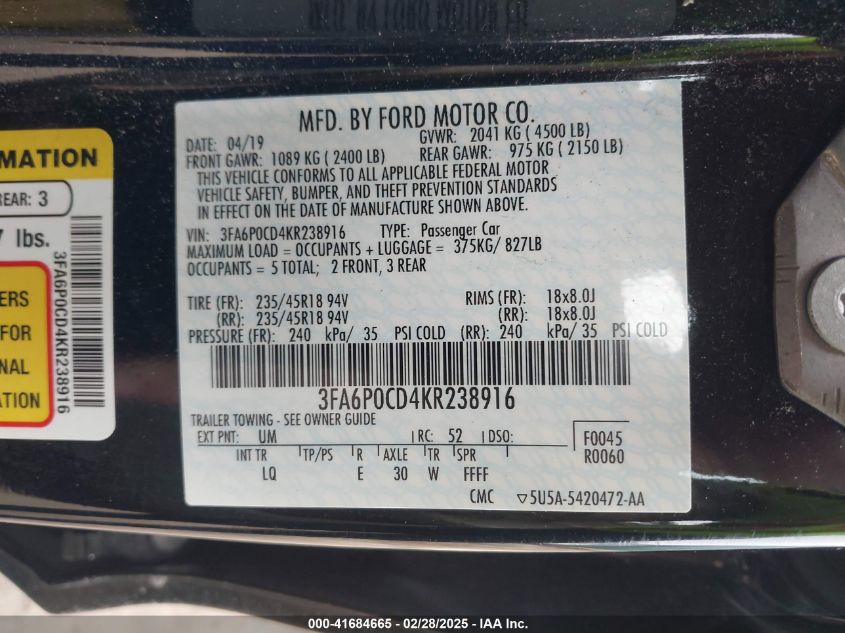 MFD. BY FORD MOTOR CO.
DATE: 04/19 GVWR: 2041 KG ( 4500 LB)
FRONT GAWR: 1089 KG ( 2400 LB) REAR GAWR: 975 KG ( 2150 LB)
THIS VEHICLE CONFORMS TO ALL APPLICABLE FEDERAL MOTOR
VEHICLE SAFETY, BUMPER, AND THEFT PREVENTION STANDARDS
IN EFFECT ON THE DATE OF MANUFACTURE SHOWN ABOVE.
VIN: 3FA6P0CD4KR238916 TYPE: Passenger Car
MAXIMUM LOAD = OCCUPANTS + LUGGAGE = 375KG/ 827LB
OCCUPANTS = 5 TOTAL; 2 FRONT, 3 REAR
TIRE (FR): 235/45R18 94V RIMS (FR): 18x8.0J
(RR): 235/45R18 94V (RR): 18x8.0J
PRESSURE (FR): 240 kPa/ 35 PSI COLD (RR): 240 kPa/ 35 PSI COLD
3FA6P0CD4KR238916
TRAILER TOWING - SEE OWNER GUIDE
EXT PNT: UM RC: 52 DSO: F0045
R0060
INT TR TP/PS R AXLE TR SPR
LQ E 30 W FFFF
CMC ▽5U5A-5420472-AA
RMATION
REAR: 3
7 lbs.
ERS
FOR
ONAL
ON
3FA6P0CD4KR238916
3-000-41684665 - 02/28/2025 - IAA Inc.